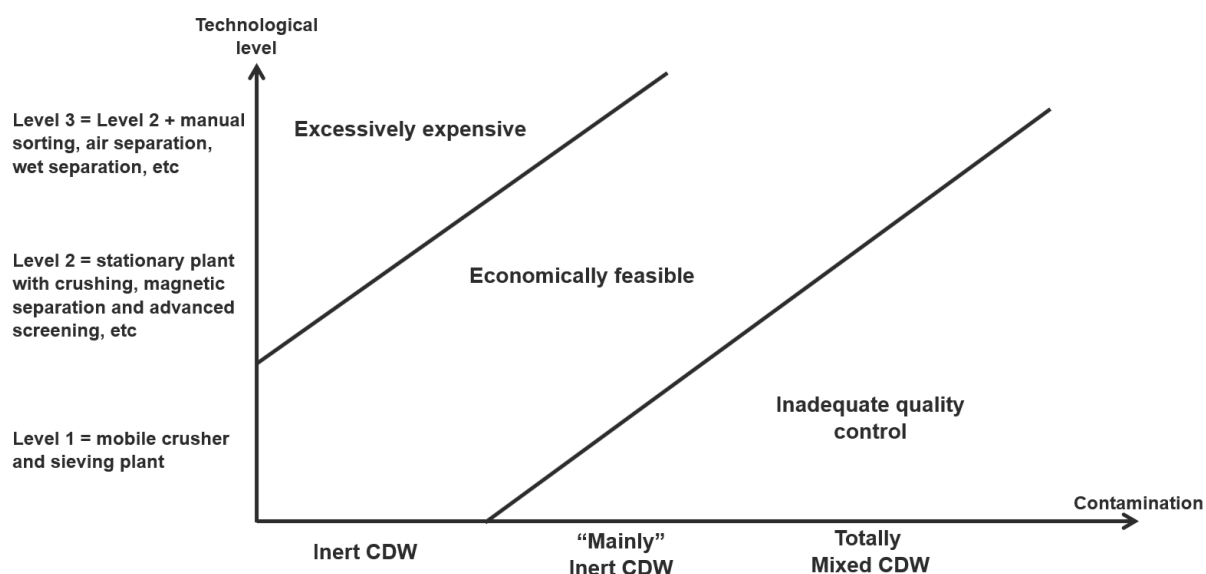 Technological
level
Level 3 = Level 2 + manual
sorting, air separation,
wet separation, etc
Excessively expensive
Level 2 = stationary plant
with crushing, magnetic
separation and advanced
screening, etc
Economically feasible
Inadequate quality
control
Level 1 = mobile crusher
and sieving plant
Contamination
Inert CDW
“Mainly”
Inert CDW
Totally
Mixed CDW